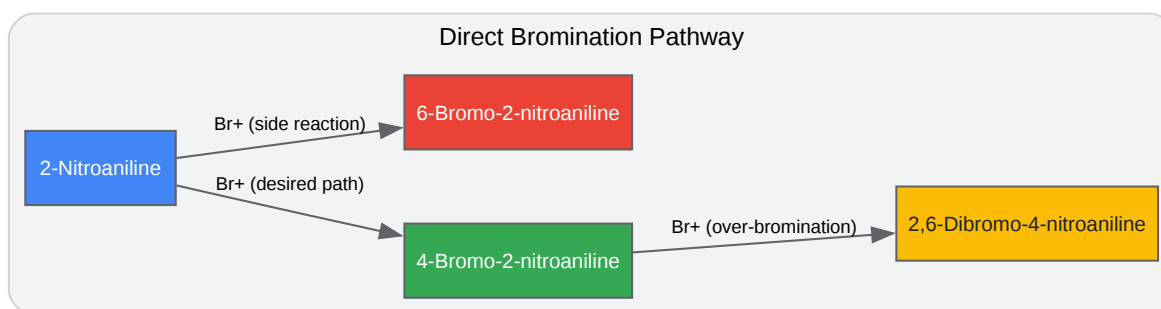 Direct Bromination Pathway
6-Bromo-2-nitroaniline
Br+ (side reaction)
2-Nitroaniline
Br+ (desired path)
4-Bromo-2-nitroaniline
Br+ (over-bromination)
2,6-Dibromo-4-nitroaniline